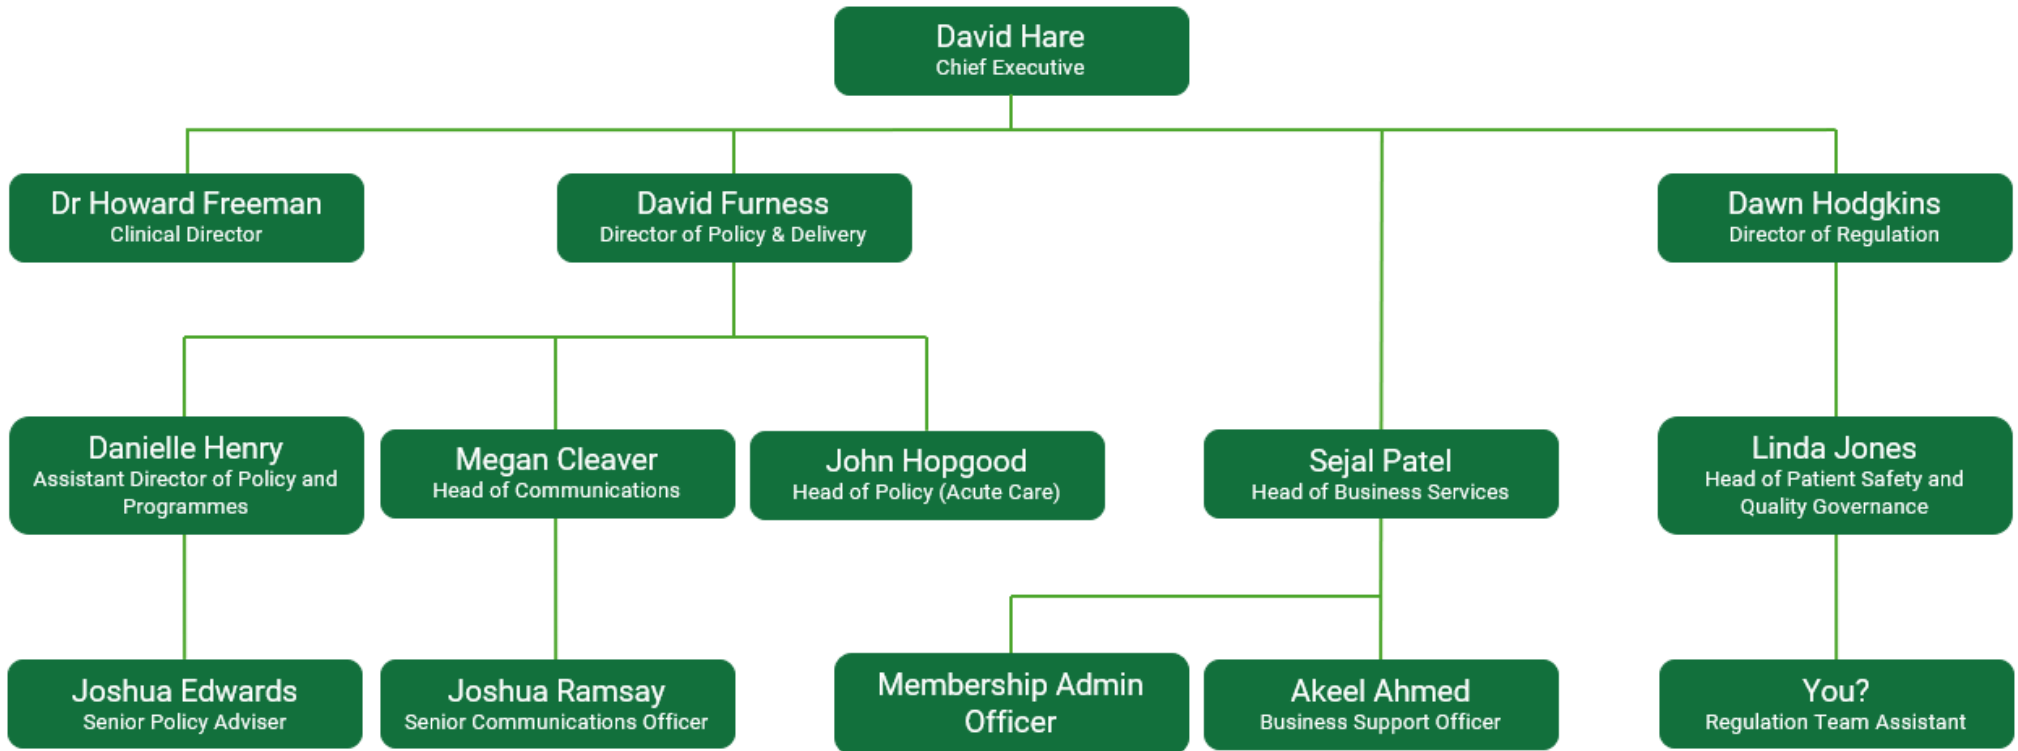 David Hare
Chief Executive
Dr Howard Freeman
Clinical Director
David Furness
Director of Policy & Delivery
Dawn Hodgkins
Director of Regulation
Danielle Henry
Assistant Director of Policy and
Programmes
Megan Cleaver
Head of Communications
John Hopgood
Head of Policy (Acute Care)
Sejal Patel
Head of Business Services
Linda Jones
Head of Patient Safety and
Quality Governance
Joshua Edwards
Senior Policy Adviser
Joshua Ramsay
Senior Communications Officer
Membership Admin
Officer
Akeel Ahmed
Business Support Officer
You?
Regulation Team Assistant